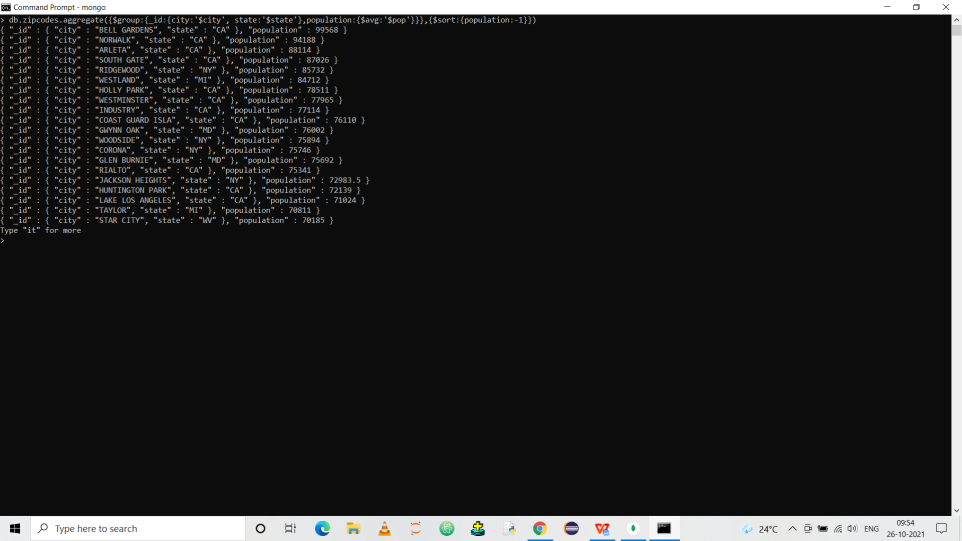 Command Prompt - mongo
> db.zipcodes.aggregate({$group:{_id:{city:'$city', state:'$state'},population:{$avg:'$pop'}}},{$sort:{population:-1}})
{ "_id" : { "city" : "BELL GARDENS", "state" : "CA" }, "population" : 99568 }
{ "_id" : { "city" : "NORWALK", "state" : "CA" }, "population" : 94188 }
{ "_id" : { "city" : "ARLETA", "state" : "CA" }, "population" : 88114 }
{ "_id" : { "city" : "SOUTH GATE", "state" : "CA" }, "population" : 87026 }
{ "_id" : { "city" : "RIDGEWOOD", "state" : "NY" }, "population" : 85732 }
{ "_id" : { "city" : "WESTLAND", "state" : "MI" }, "population" : 84712 }
{ "_id" : { "city" : "HOLLY PARK", "state" : "CA" }, "population" : 78511 }
{ "_id" : { "city" : "WESTMINSTER", "state" : "CA" }, "population" : 77965 }
{ "_id" : { "city" : "INDUSTRY", "state" : "CA" }, "population" : 77114 }
{ "_id" : { "city" : "COAST GUARD ISLA", "state" : "CA" }, "population" : 76110 }
{ "_id" : { "city" : "GWYNN OAK", "state" : "MD" }, "population" : 76002 }
{ "_id" : { "city" : "WOODSIDE", "state" : "NY" }, "population" : 75894 }
{ "_id" : { "city" : "CORONA", "state" : "NY" }, "population" : 75746 }
{ "_id" : { "city" : "GLEN BURNIE", "state" : "MD" }, "population" : 75692 }
{ "_id" : { "city" : "RIALTO", "state" : "CA" }, "population" : 75341 }
{ "_id" : { "city" : "JACKSON HEIGHTS", "state" : "NY" }, "population" : 72983.5 }
{ "_id" : { "city" : "HUNTINGTON PARK", "state" : "CA" }, "population" : 72139 }
{ "_id" : { "city" : "LAKE LOS ANGELES", "state" : "CA" }, "population" : 71024 }
{ "_id" : { "city" : "TAYLOR", "state" : "MI" }, "population" : 70811 }
{ "_id" : { "city" : "STAR CITY", "state" : "WV" }, "population" : 70185 }
Type "it" for more
>
Type here to search
24°C
ENG
09:54
26-10-2021